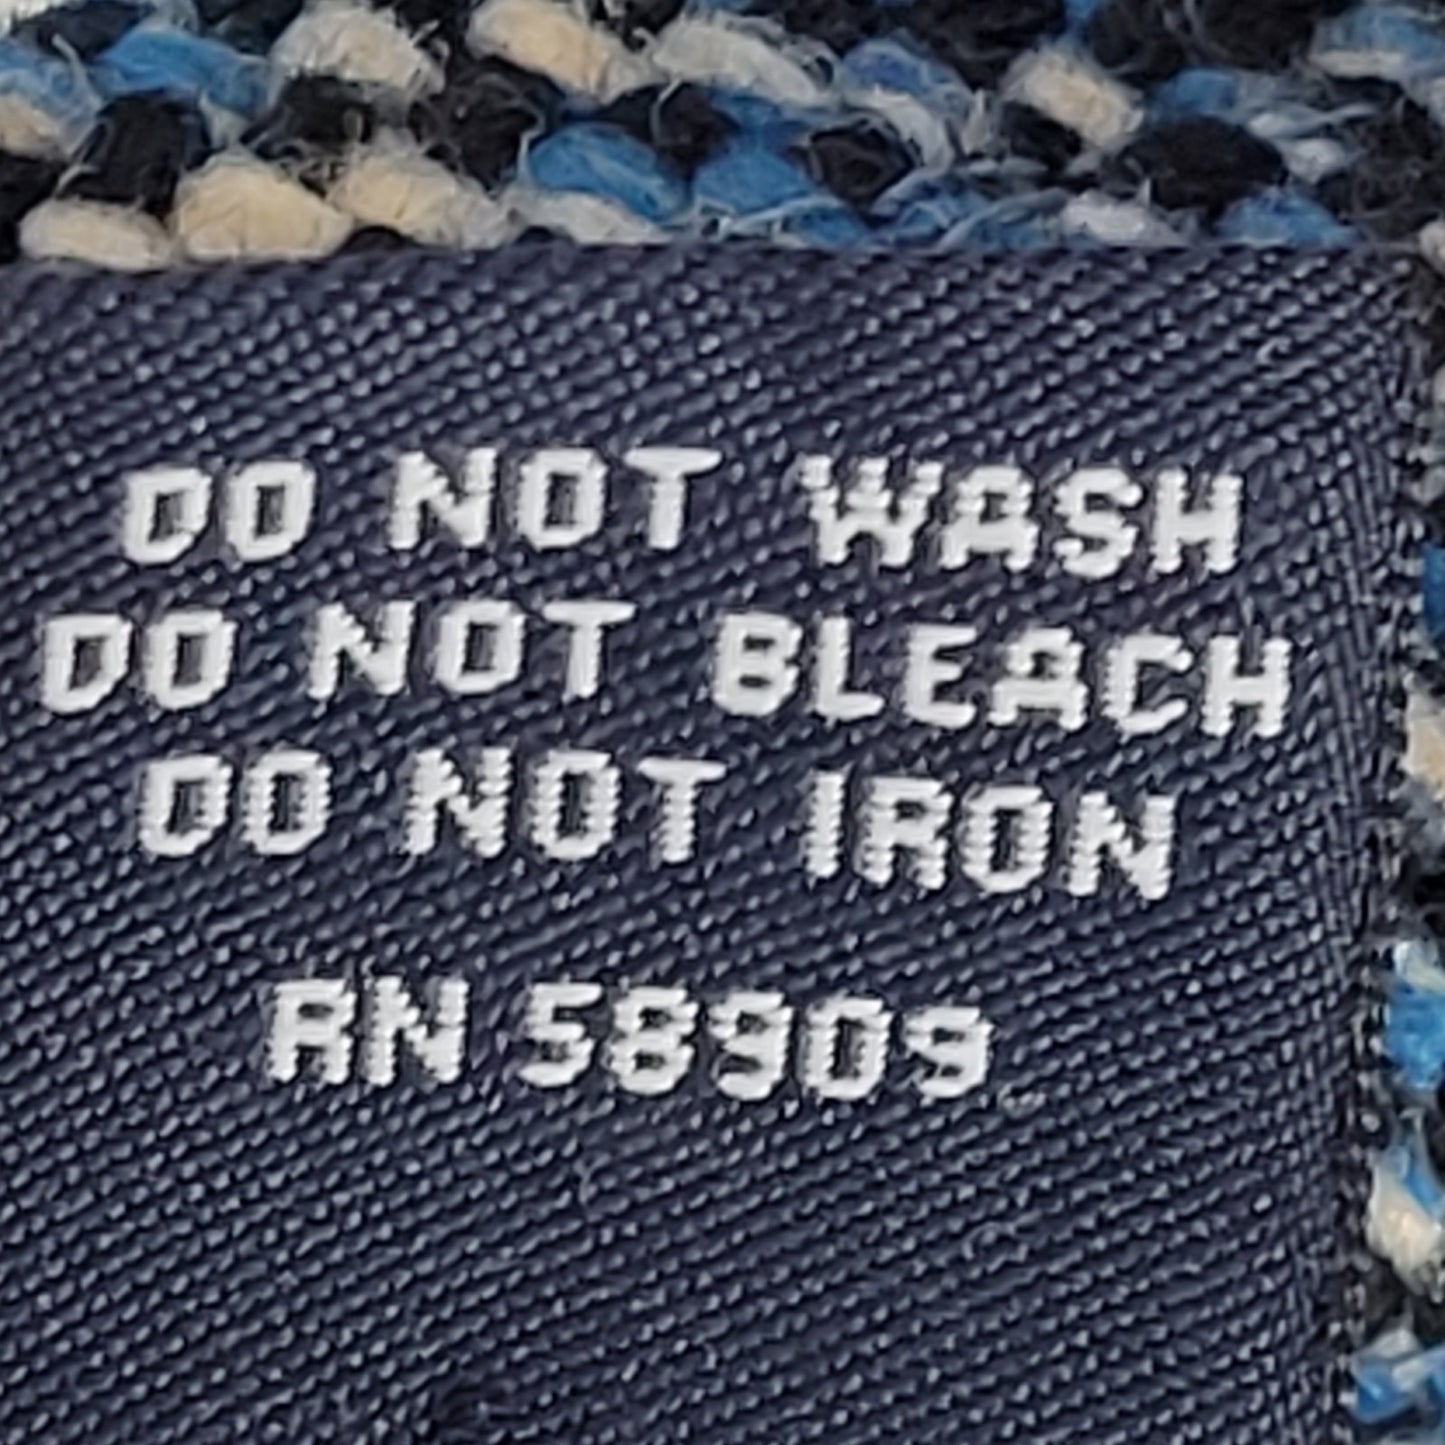 DO NOT WASH
DO NOT BLEACH
DO NOT IRON
RN 58909